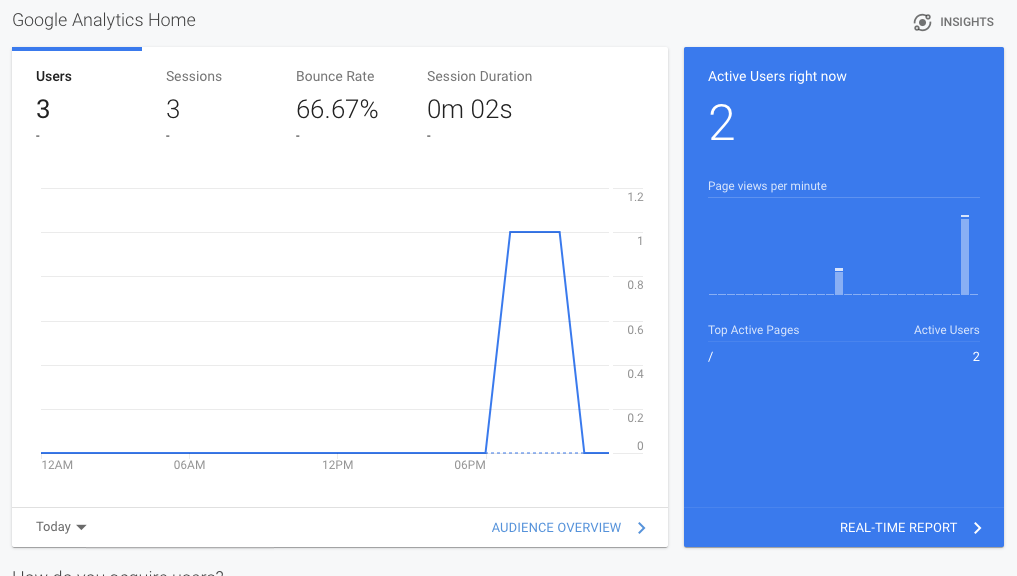 Google Analytics Home
INSIGHTS
Users
Sessions
Bounce Rate
Session Duration
3
3
66.67%
0m 02s
-
-
-
-
1.2
1
0.8
0.6
0.4
0.2
0
12AM
06AM
12PM
06PM
Today
AUDIENCE OVERVIEW
Active Users right now
2
Page views per minute
Top Active Pages
Active Users
/
2
REAL-TIME REPORT
How do you acquire users?